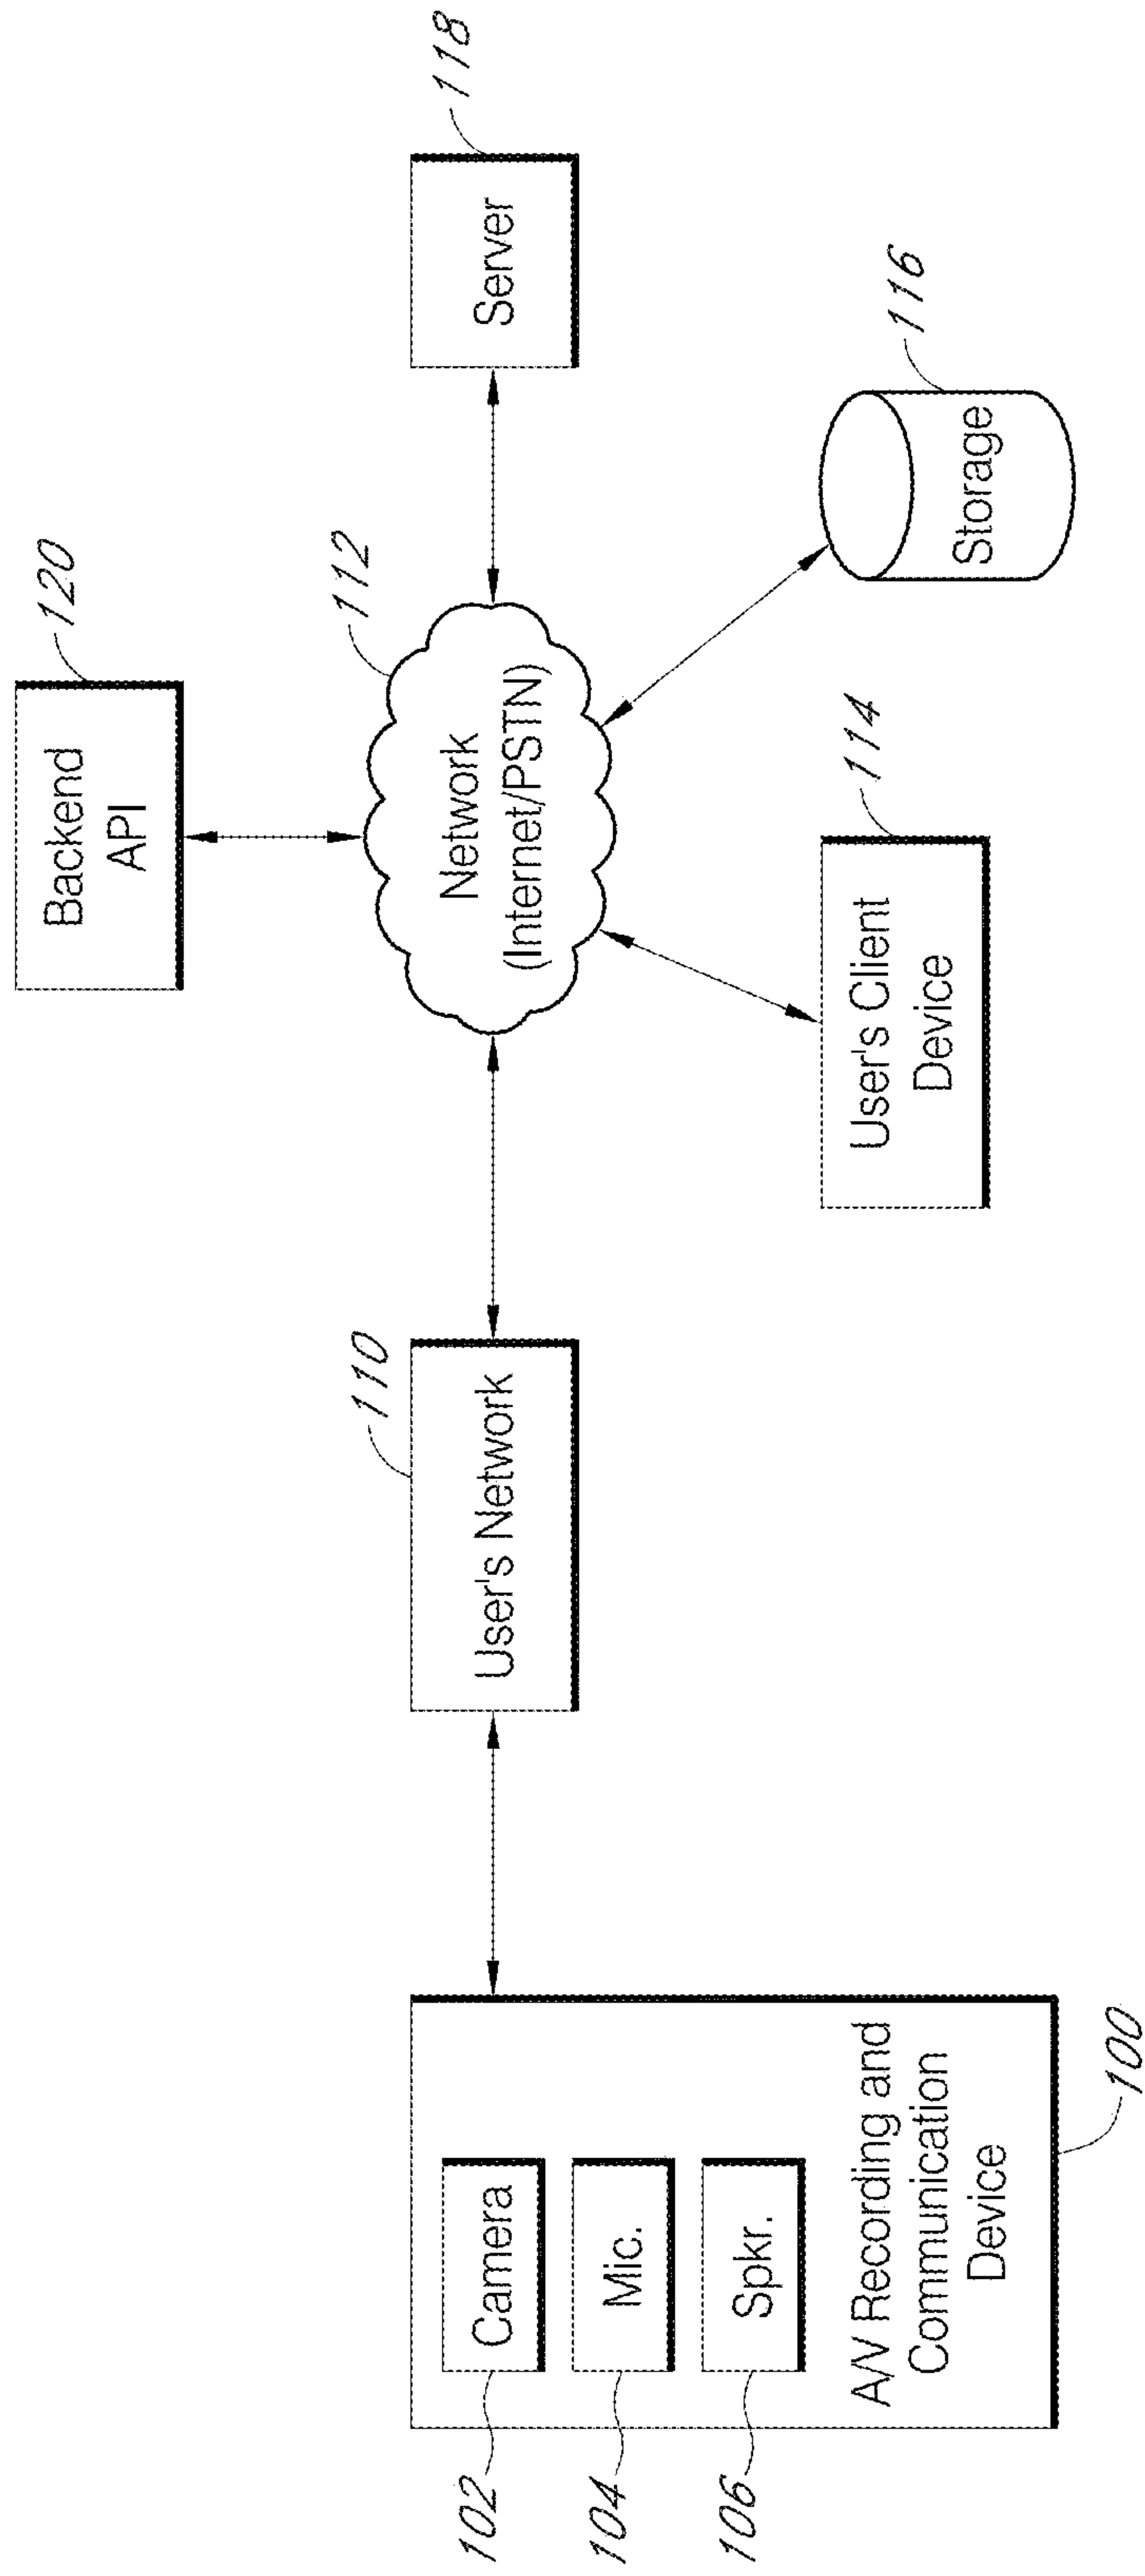 120
Backend
API
112
Network
(Internet/PSTN)
118
Server
110
User's Network
114
User's Client
Device
116
Storage
102
Camera
104
Mic.
106
Spkr.
A/V Recording and
Communication
Device
100